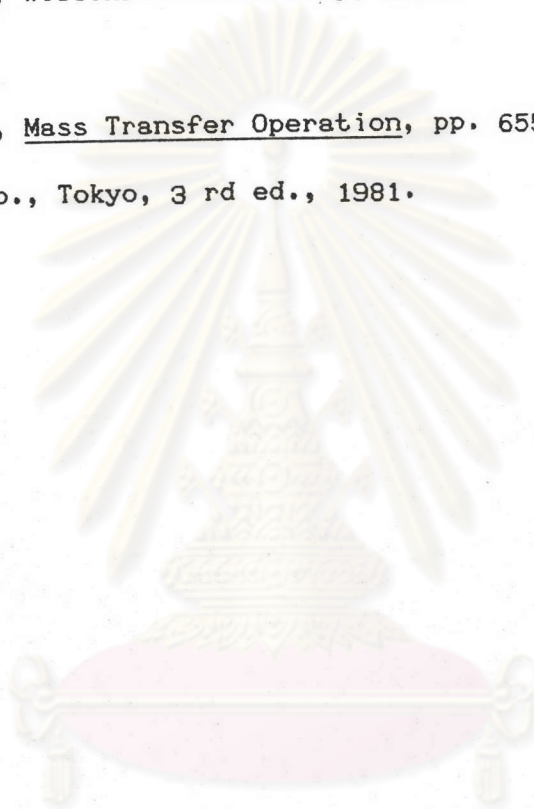 , Mass Transfer Operation, pp. 655
o., Tokyo, 3 rd ed., 1981.